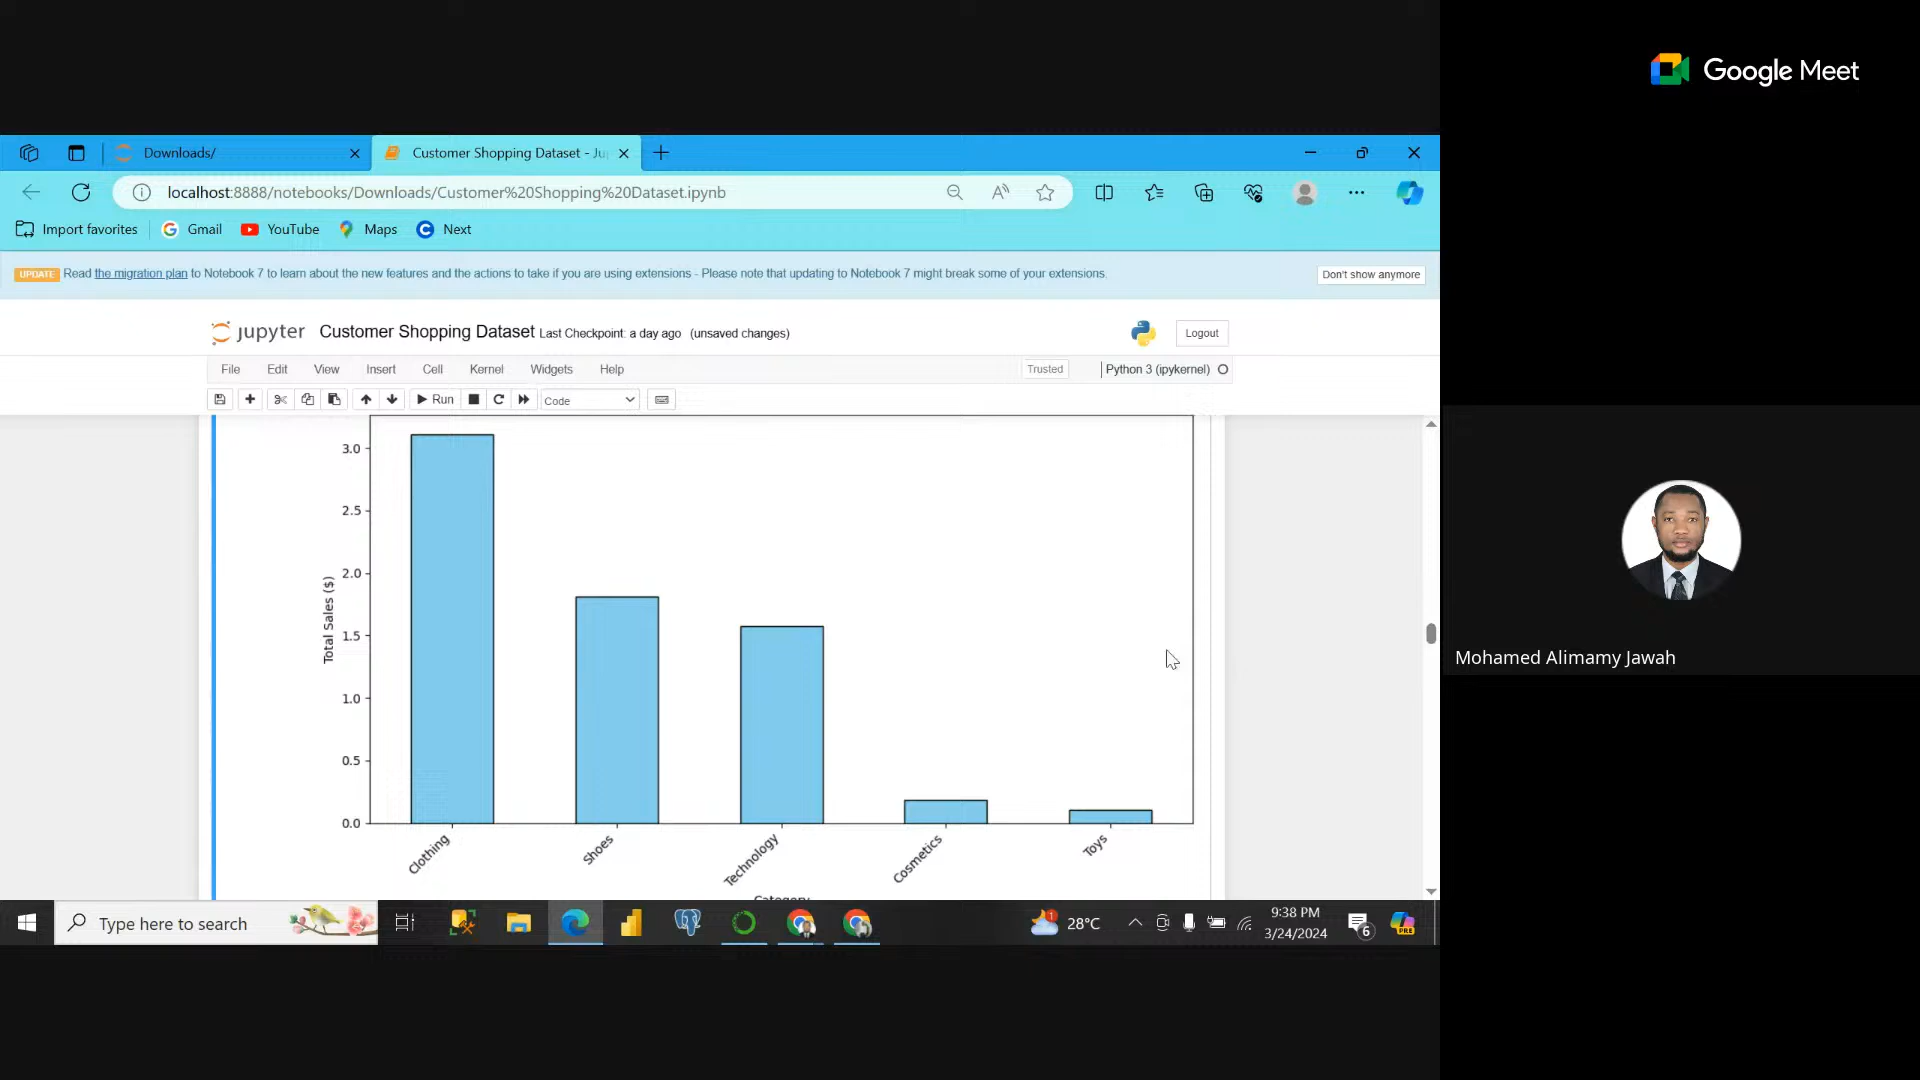 Google Meet
Downloads/
Customer Shopping Dataset - Ju
localhost:8888/notebooks/Downloads/Customer%20Shopping%20Dataset.ipynb
Import favorites
Gmail
YouTube
Maps
Next
UPDATE Read the migration plan to Notebook 7 to learn about the new features and the actions to take if you are using extensions - Please note that updating to Notebook 7 might break some of your extensions.
Don't show anymore
jupyter Customer Shopping Dataset Last Checkpoint: a day ago (unsaved changes)
Logout
File Edit View Insert Cell Kernel Widgets Help
Trusted
Python 3 (ipykernel)
Run
Code
3.0
2.5
2.0
1.5
1.0
0.5
0.0
Total Sales ($)
Clothing
Shoes
Technology
Cosmetics
Toys
Category
Mohamed Alimamy Jawah
Type here to search
1
28°C
9:38 PM
3/24/2024
6
PRE